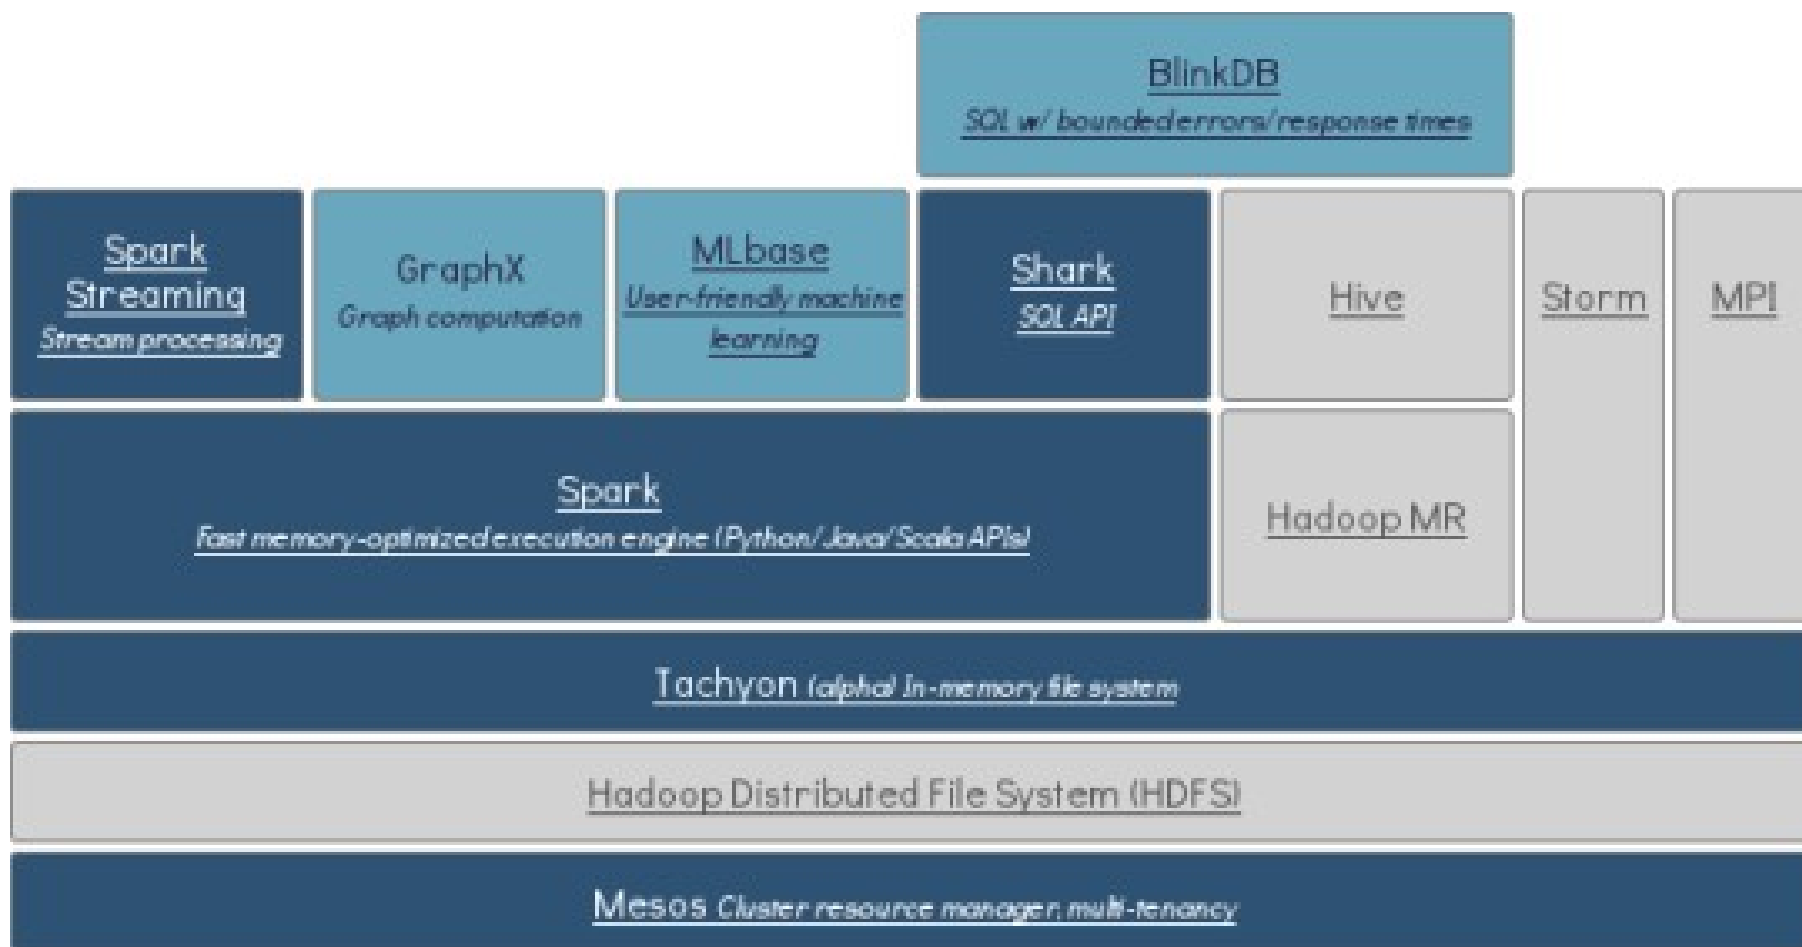 BlinkDB
SQL w/ bounded errors/response times
Spark
Streaming
Stream processing
GraphX
Graph computation
MLbase
User-friendly machine
learning
Shark
SQL API
Hive
Storm
MPI
Spark
Fast memory-optimized execution engine (Python/Java/Scala APIs)
Hadoop MR
Tachyon (alpha) In-memory file system
Hadoop Distributed File System (HDFS)
Mesos Cluster resource manager, multi-tenancy